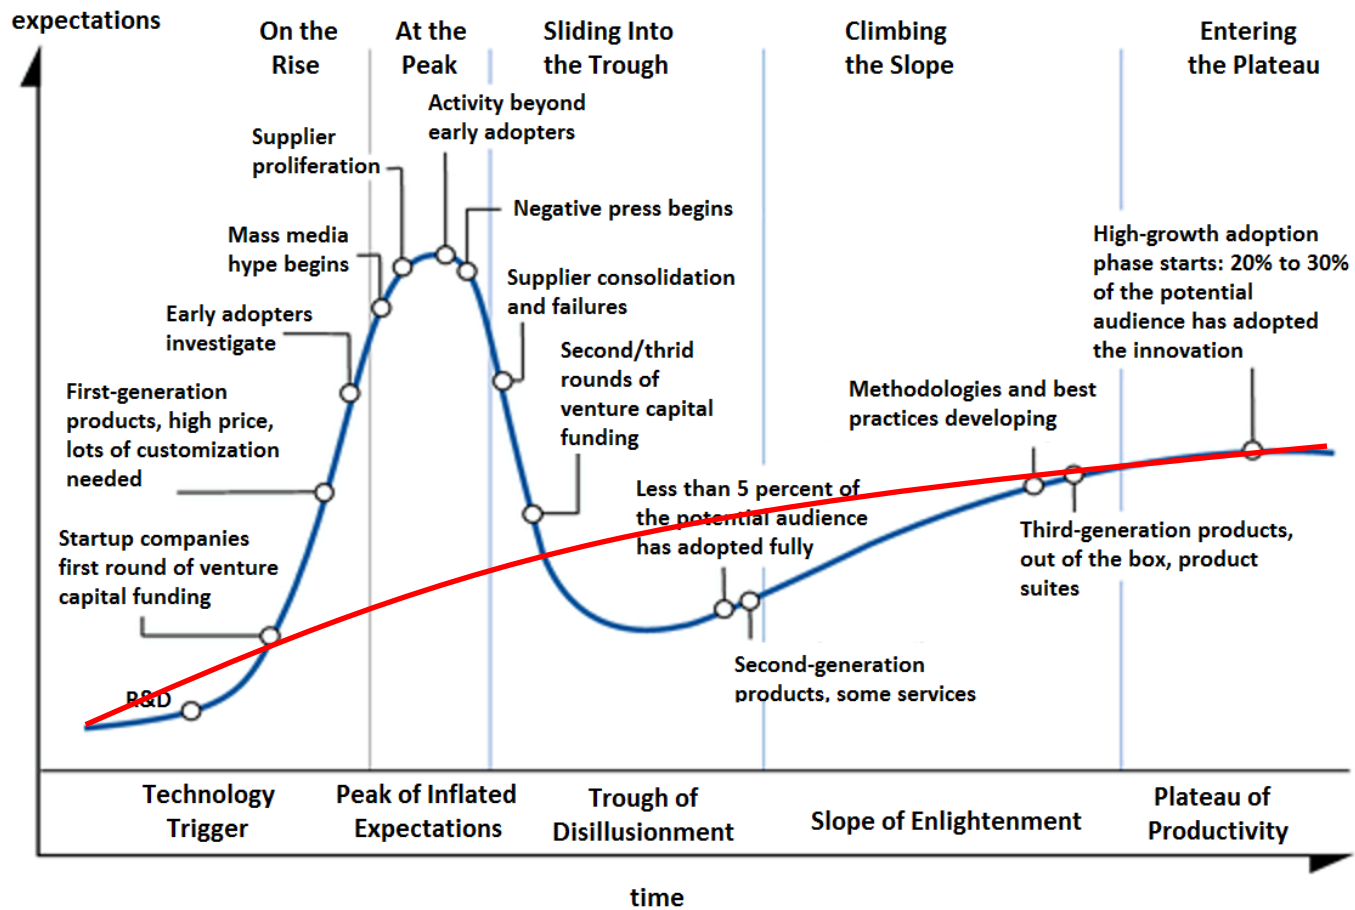 expectations
On the
Rise
At the
Peak
Sliding Into
the Trough
Climbing
the Slope
Entering
the Plateau
Activity beyond
early adopters
Supplier
proliferation
Negative press begins
Mass media
hype begins
High-growth adoption
phase starts: 20% to 30%
of the potential
audience has adopted
the innovation
Supplier consolidation
and failures
Early adopters
investigate
Second/thrid
rounds of
venture capital
funding
First-generation
products, high price,
lots of customization
needed
Methodologies and best
practices developing
Less than 5 percent of
the potential audience
has adopted fully
Startup companies
first round of venture
capital funding
Third-generation products,
out of the box, product
suites
Second-generation
products, some services
R&D
Technology
Trigger
Peak of Inflated
Expectations
Trough of
Disillusionment
Slope of Enlightenment
Plateau of
Productivity
time